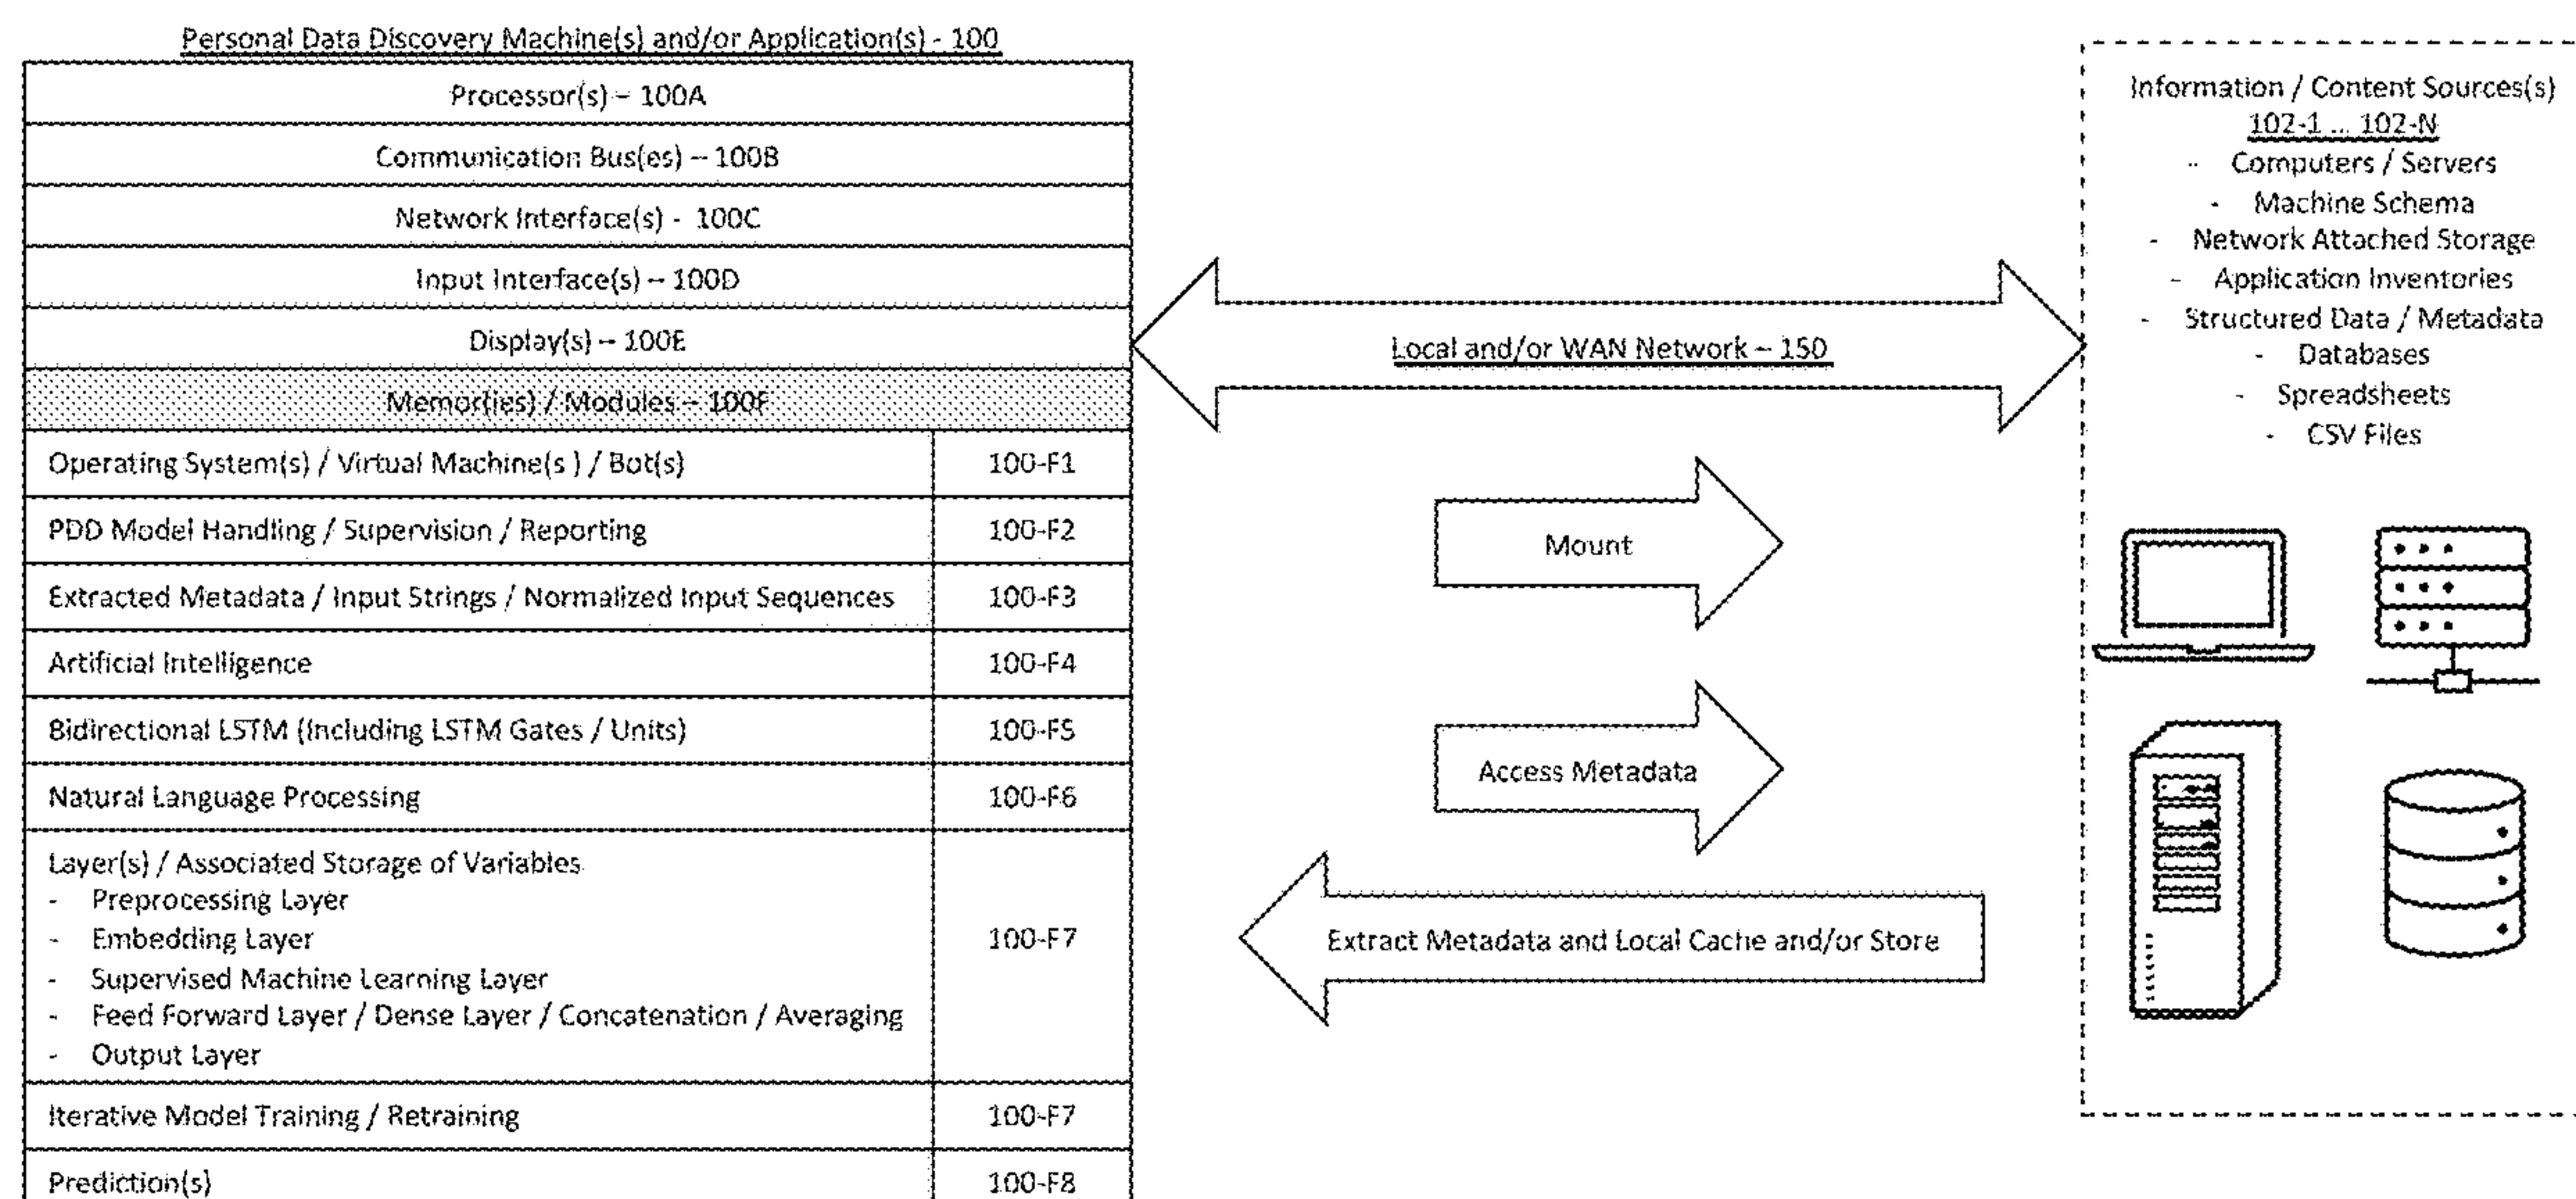 Personal Data Discovery Machine(s) and/or Application(s) - 100
Processor(s) – 100A
Communication Bus(es) – 100B
Network Interface(s) - 100C
Input Interface(s) – 100D
Display(s) – 100E
Memor(ies) / Modules – 100F
Operating System(s) / Virtual Machine(s ) / Bot(s) 100-F1
PDD Model Handling / Supervision / Reporting 100-F2
Extracted Metadata / Input Strings / Normalized Input Sequences 100-F3
Artificial Intelligence 100-F4
Bidirectional LSTM (Including LSTM Gates / Units) 100-F5
Natural Language Processing 100-F6
Layer(s) / Associated Storage of Variables
- Preprocessing Layer
- Embedding Layer
100-F7
- Supervised Machine Learning Layer
- Feed Forward Layer / Dense Layer / Concatenation / Averaging
- Output Layer
Iterative Model Training / Retraining 100-F7
Prediction(s) 100-F8
Local and/or WAN Network – 150
Mount
Access Metadata
Extract Metadata and Local Cache and/or Store
Information / Content Sources(s)
102-1 ... 102-N
- Computers / Servers
- Machine Schema
- Network Attached Storage
- Application Inventories
- Structured Data / Metadata
- Databases
- Spreadsheets
- CSV Files